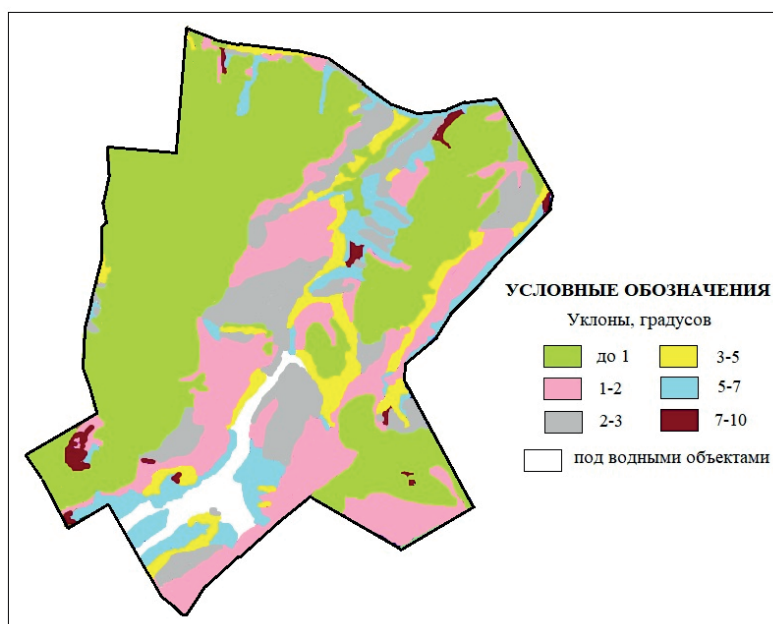 УСЛОВНЫЕ ОБОЗНАЧЕНИЯ
Уклоны, градусов
до 1 3-5
1-2 5-7
2-3 7-10
под водными объектами